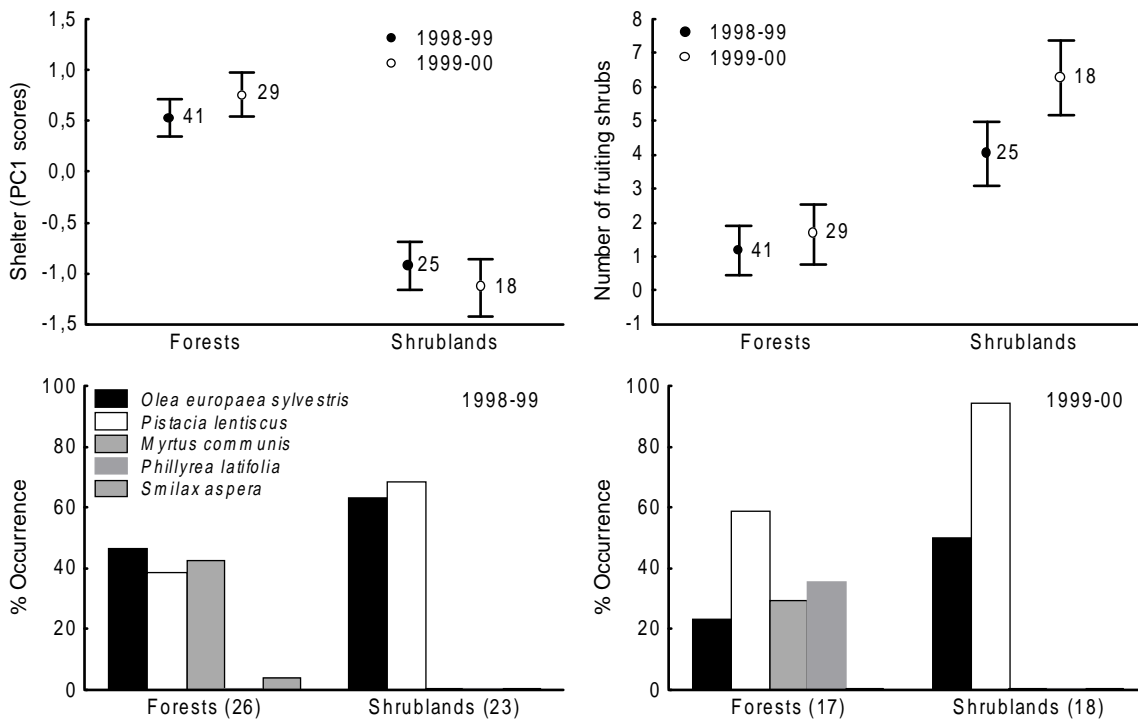 Shelter (PC1 scores)
1,5
1,0
0,5
0,0
-0,5
-1,0
-1,5
1998-99
1999-00
41
29
25
18
Forests
Shrublands
Number of fruiting shrubs
8
7
6
5
4
3
2
1
0
-1
1998-99
1999-00
41
29
25
18
Forests
Shrublands
% Occurrence
100
80
60
40
20
0
Olea europaea sylvestris
Pistacia lentiscus
Myrtus communis
Phillyrea latifolia
Smilax aspera
1998-99
Forests (26)
Shrublands (23)
% Occurrence
100
80
60
40
20
0
1999-00
Forests (17)
Shrublands (18)